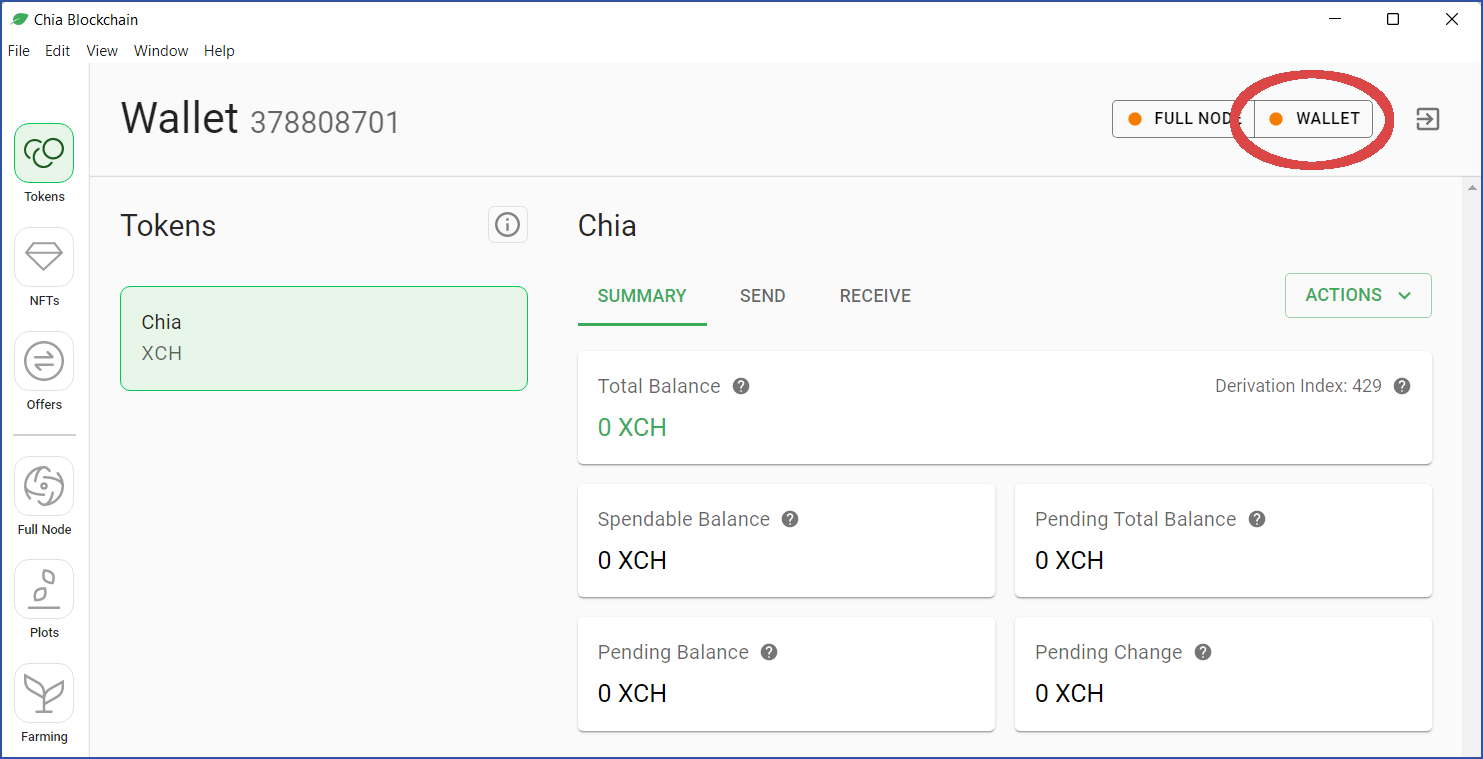 Chia Blockchain
File Edit View Window Help
Wallet 378808701
FULL NODE WALLET
Tokens
NFTs
Offers
Full Node
Plots
Farming
Tokens
Chia
XCH
Chia
SUMMARY SEND RECEIVE
ACTIONS
Total Balance
Derivation Index: 429
0 XCH
Spendable Balance
0 XCH
Pending Total Balance
0 XCH
Pending Balance
0 XCH
Pending Change
0 XCH